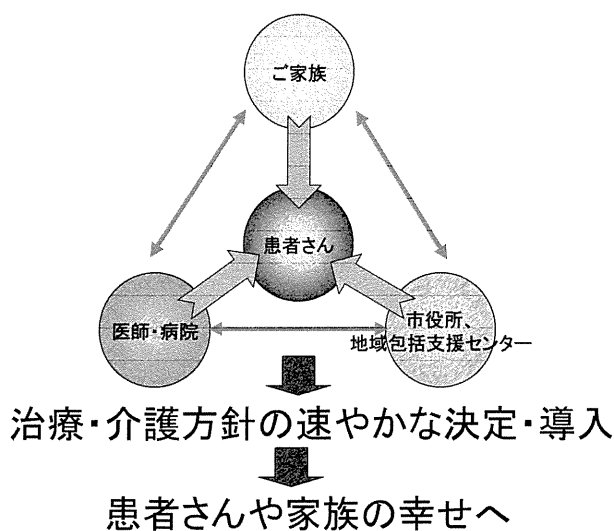 ご家族
患者さん
医師・病院
市役所、
地域包括支援センター
治療・介護方針の速やかな決定・導入
患者さんや家族の幸せへ